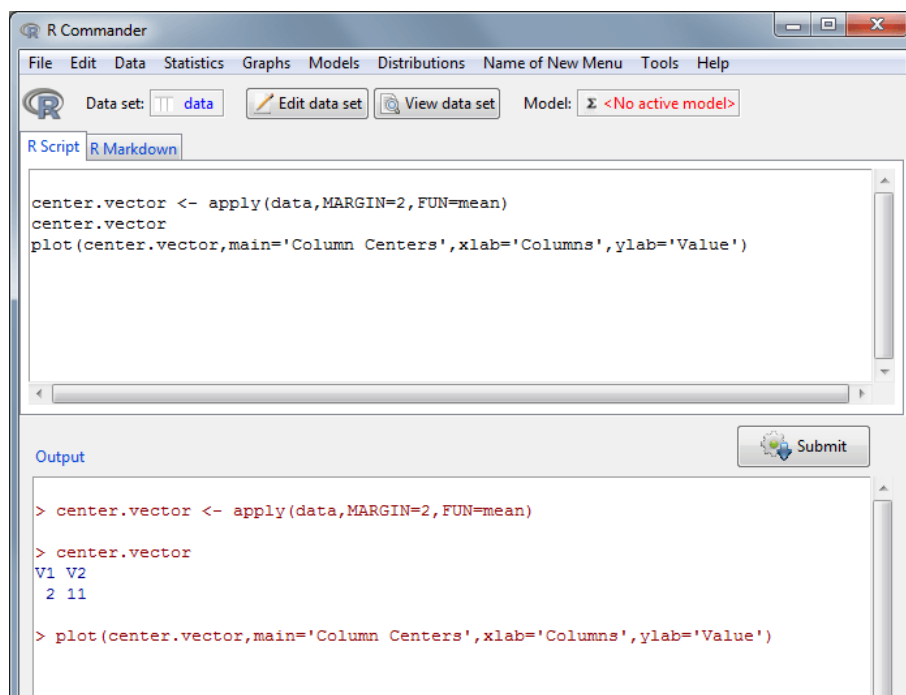 R Commander
File Edit Data Statistics Graphs Models Distributions Name of New Menu Tools Help
R Data set: data Edit data set View data set Model: Σ <No active model>
R Script R Markdown
center.vector <- apply(data,MARGIN=2,FUN=mean)
center.vector
plot(center.vector,main='Column Centers',xlab='Columns',ylab='Value')
Submit
Output
> center.vector <- apply(data,MARGIN=2,FUN=mean)
> center.vector
V1 V2
 2 11
> plot(center.vector,main='Column Centers',xlab='Columns',ylab='Value')